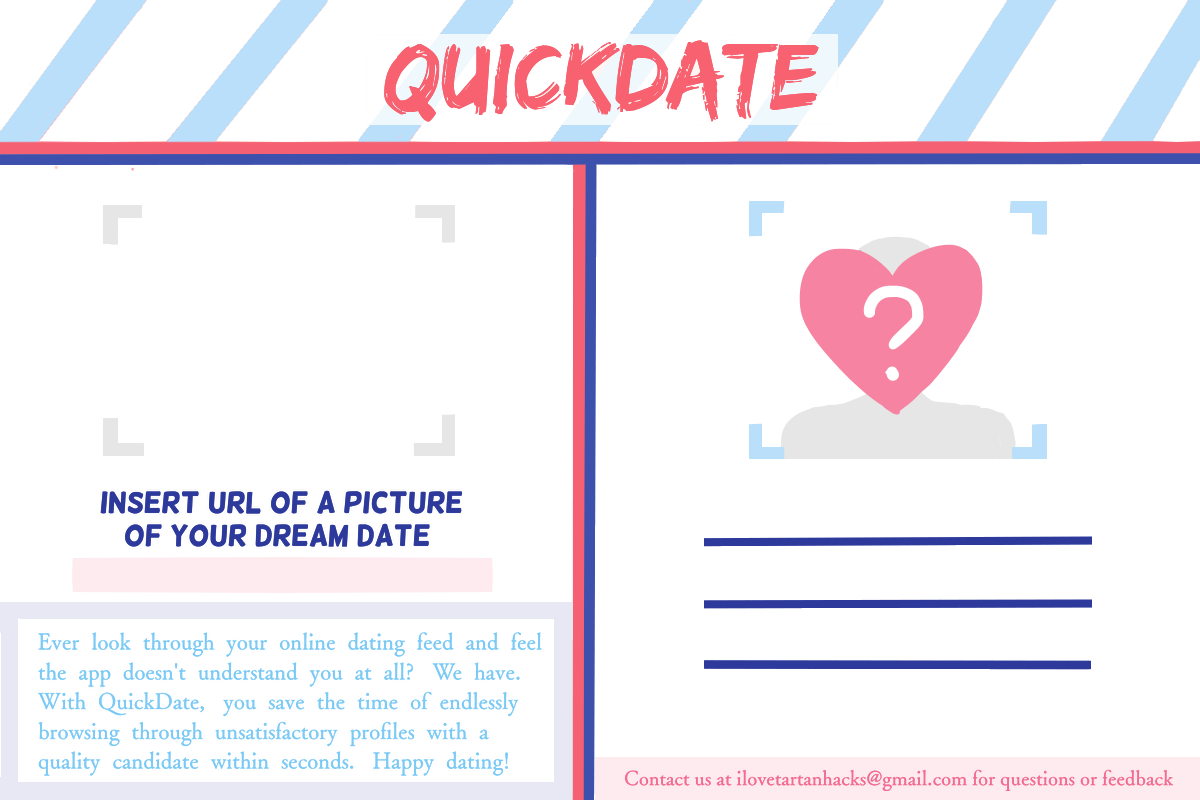 QUICKDATE
INSERT URL OF A PICTURE
OF YOUR DREAM DATE
Ever look through your online dating feed and feel
the app doesn't understand you at all? We have.
With QuickDate, you save the time of endlessly
browsing through unsatisfactory profiles with a
quality candidate within seconds. Happy dating!
?
Contact us at ilovetartanhacks@gmail.com for questions or feedback